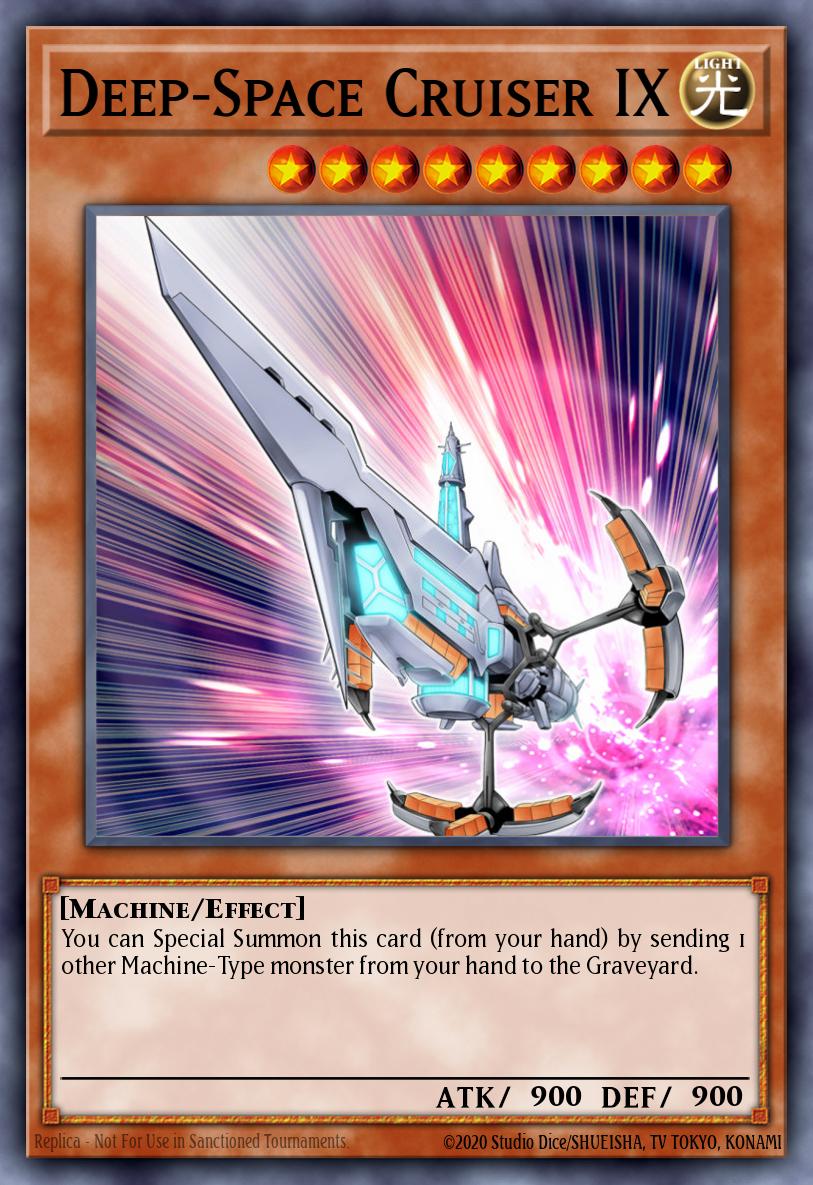 Deep-Space Cruiser IX
LIGHT
光
[Machine/Effect]
You can Special Summon this card (from your hand) by sending 1
other Machine-Type monster from your hand to the Graveyard.
ATK/ 900 DEF/ 900
Replica - Not For Use in Sanctioned Tournaments.
©2020 Studio Dice/SHUEISHA, TV TOKYO, KONAMI